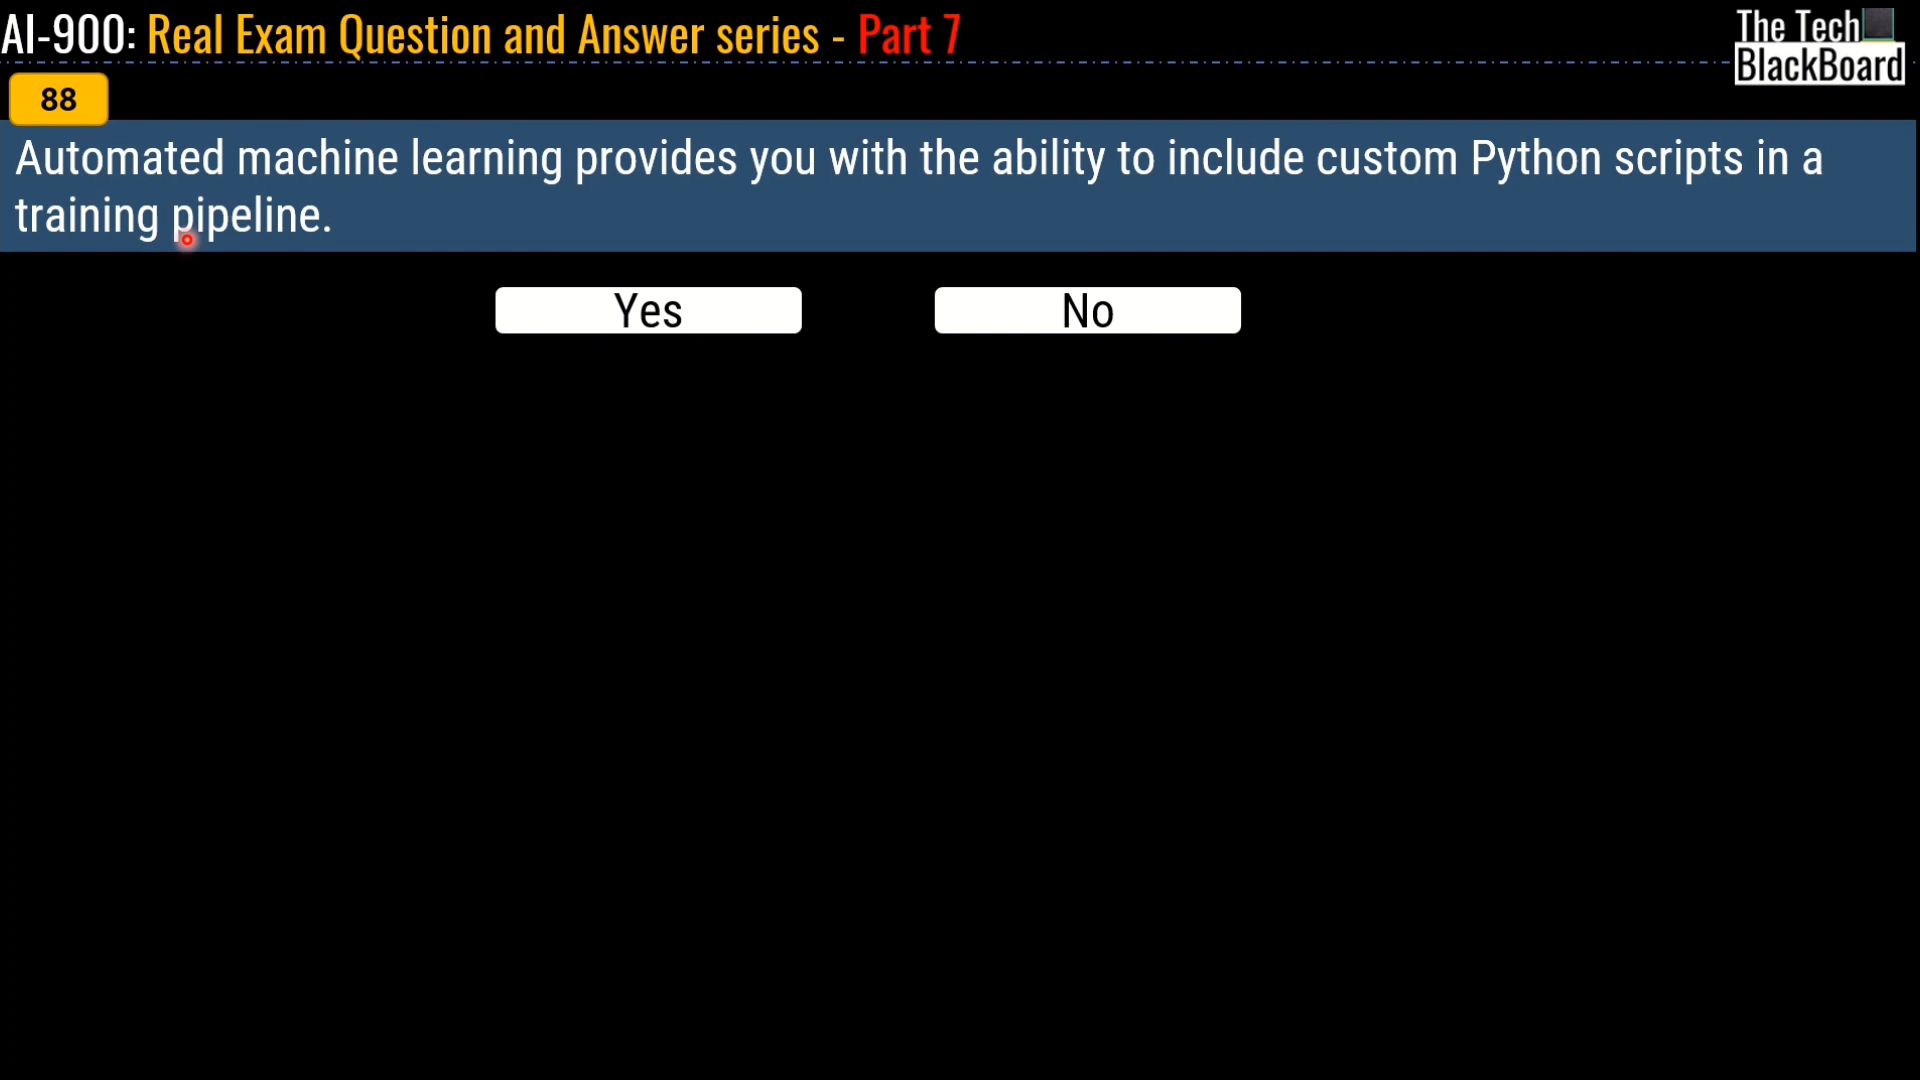 AI-900: Real Exam Question and Answer series - Part 7
The Tech
BlackBoard
88
Automated machine learning provides you with the ability to include custom Python scripts in a
training pipeline.
Yes
No